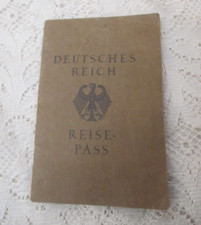 DEUTSCHES
REICH
REISE-
PASS